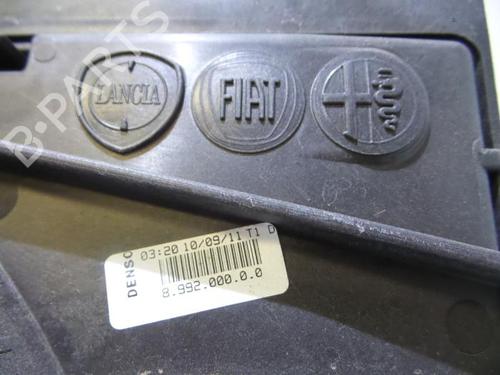 LANCIA
FIAT
DENSO
03:20 10/09/11 T1 D
8.992.000.0.0
B-PARTS